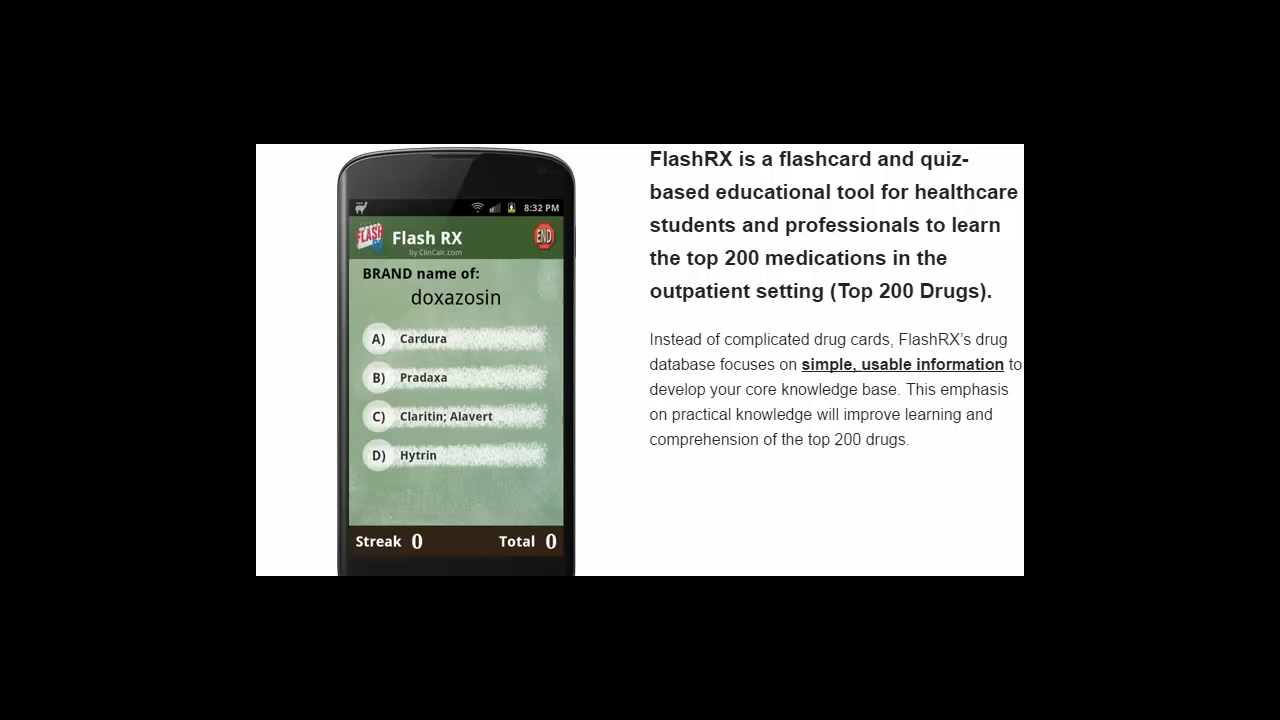 8:32 PM
FLASH RX
Flash RX
by ClinCalc.com
END
BRAND name of:
doxazosin
A) Cardura
B) Pradaxa
C) Claritin; Alavert
D) Hytrin
Streak 0
Total 0
FlashRX is a flashcard and quiz-
based educational tool for healthcare
students and professionals to learn
the top 200 medications in the
outpatient setting (Top 200 Drugs).
Instead of complicated drug cards, FlashRX’s drug
database focuses on simple, usable information to
develop your core knowledge base. This emphasis
on practical knowledge will improve learning and
comprehension of the top 200 drugs.